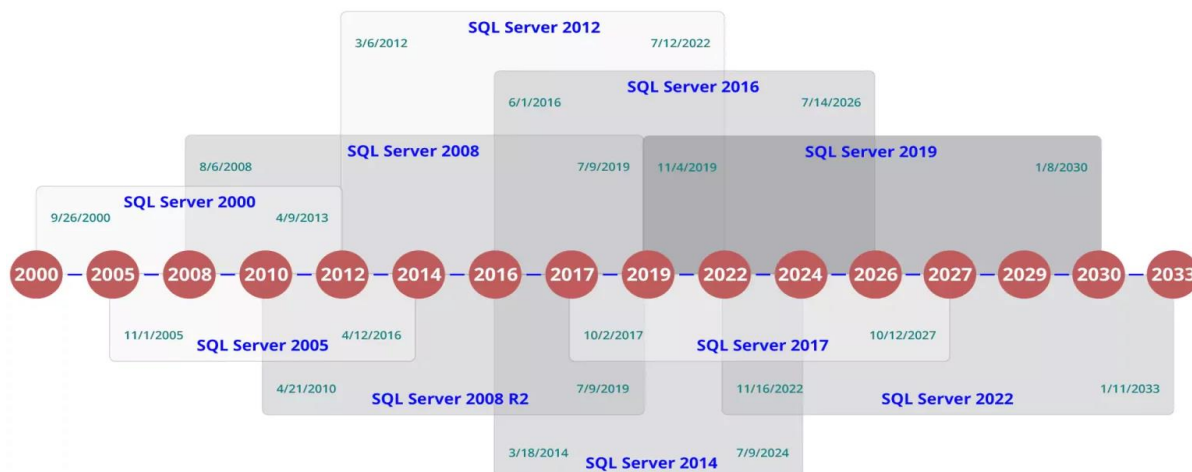 SQL Server 2012
3/6/2012 7/12/2022
SQL Server 2016
6/1/2016 7/14/2026
SQL Server 2008 SQL Server 2019
8/6/2008 7/9/2019 11/4/2019 1/8/2030
SQL Server 2000
9/26/2000 4/9/2013
2000 2005 2008 2010 2012 2014 2016 2017 2019 2022 2024 2026 2027 2029 2030 2033
11/1/2005 4/12/2016 10/2/2017 10/12/2027
SQL Server 2005 SQL Server 2017
4/21/2010 7/9/2019 11/16/2022 1/11/2033
SQL Server 2008 R2 SQL Server 2022
3/18/2014 7/9/2024
SQL Server 2014